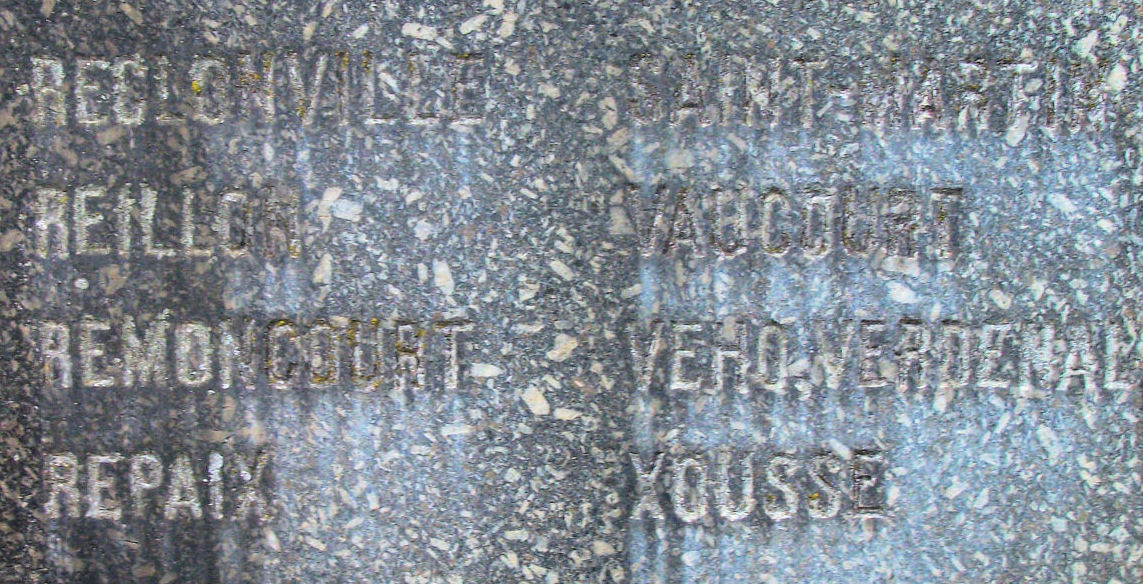 RECLONVILLE
REILLON
REMONCOURT
REPAIX
SAINT-MARTIN
VAUCOURT
VEHO.VERDENAL
XOUSSE